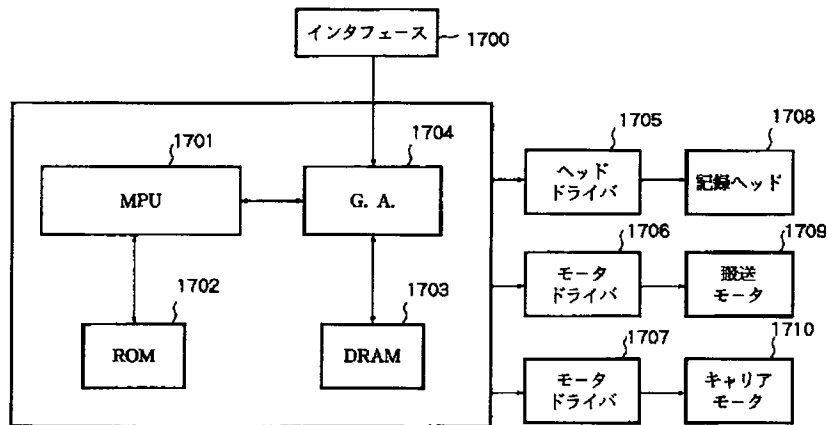 インタフェース
1700
1701
MPU
1704
G. A.
1702
ROM
1703
DRAM
1705
ヘッド
ドライバ
1708
記録ヘッド
1706
モータ
ドライバ
1709
搬送
モータ
1707
モータ
ドライバ
1710
キャリア
モータ